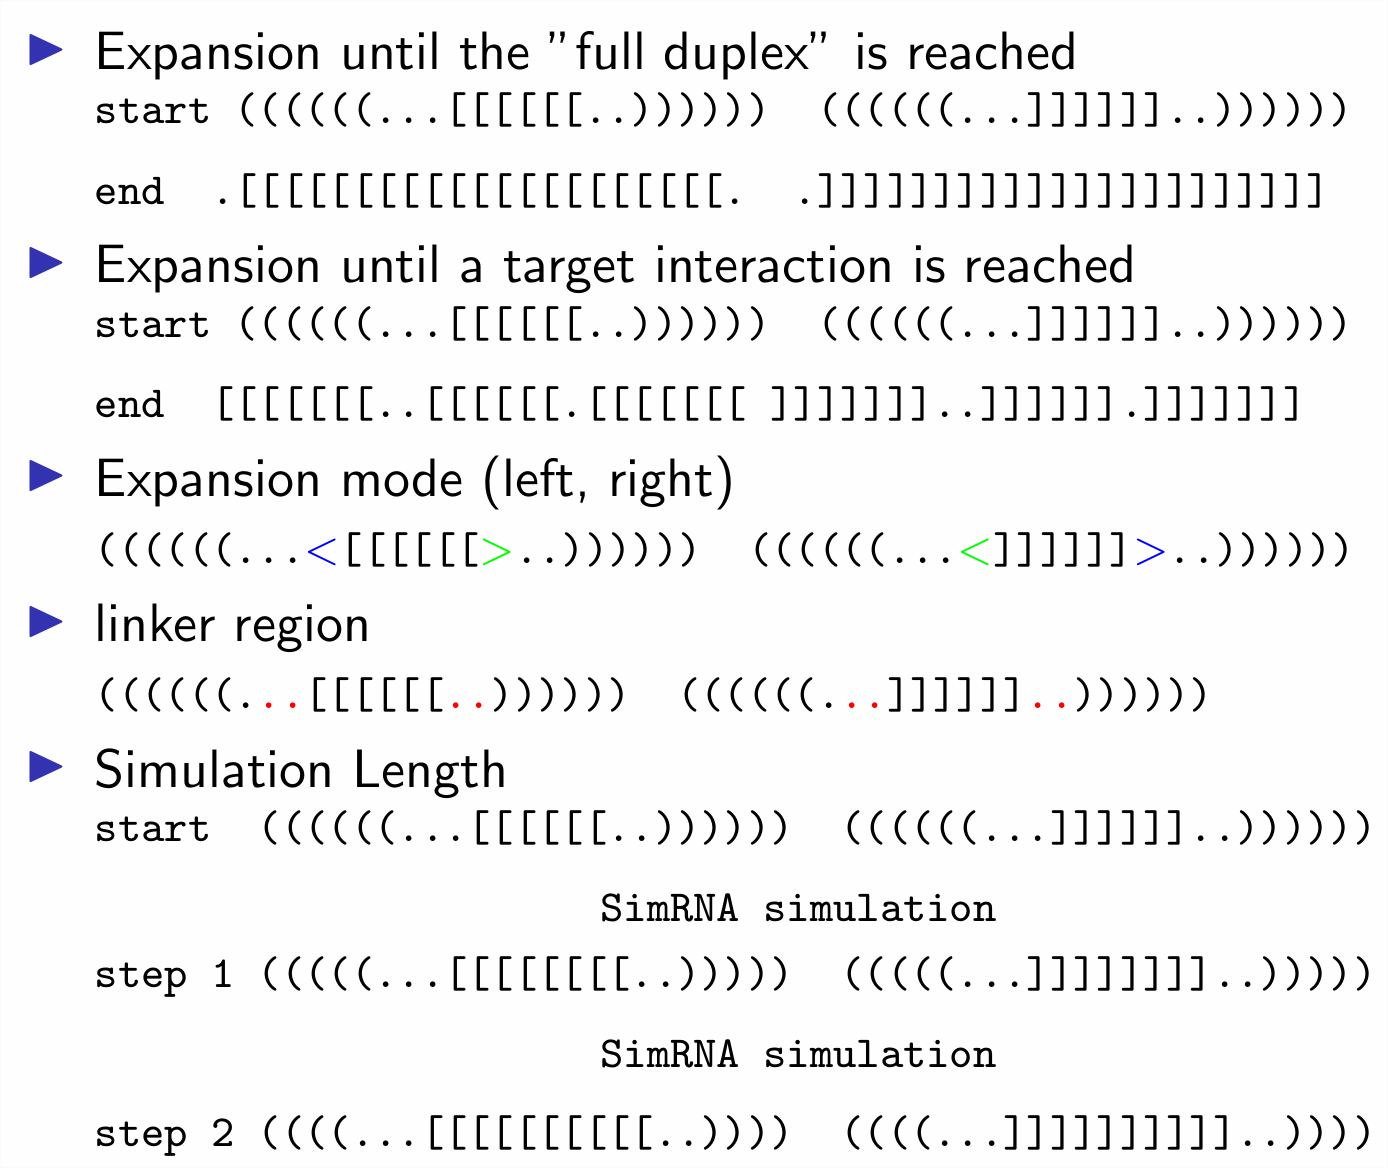 Expansion until the "full duplex" is reached
start ((((((...[[[[[[..))))))  ((((((...]]]]]]..))))))
end  .[[[[[[[[[[[[[[[[[[[[[.  .]]]]]]]]]]]]]]]]]]]]]]
Expansion until a target interaction is reached
start ((((((...[[[[[[..))))))  ((((((...]]]]]]..))))))
end  [[[[[[[..[[[[[[.[[[[[[[ ]]]]]]]..]]]]]].]]]]]]]
Expansion mode (left, right)
((((((...<[[[[[[>..))))))  ((((((...<]]]]]]>..))))))
linker region
((((((...[[[[[[..))))))  ((((((...]]]]]]..))))))
Simulation Length
start  ((((((...[[[[[[..))))))  ((((((...]]]]]]..))))))
SimRNA simulation
step 1 (((((...[[[[[[[[..)))))  (((((...]]]]]]]]..)))))
SimRNA simulation
step 2 ((((...[[[[[[[[[[..))))  ((((...]]]]]]]]]]..))))